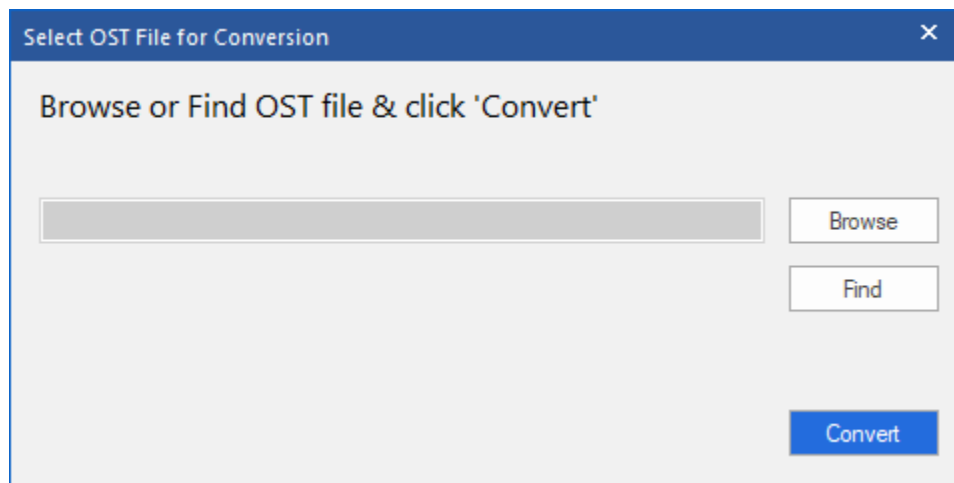 Select OST File for Conversion
Browse or Find OST file & click 'Convert'
Browse
Find
Convert